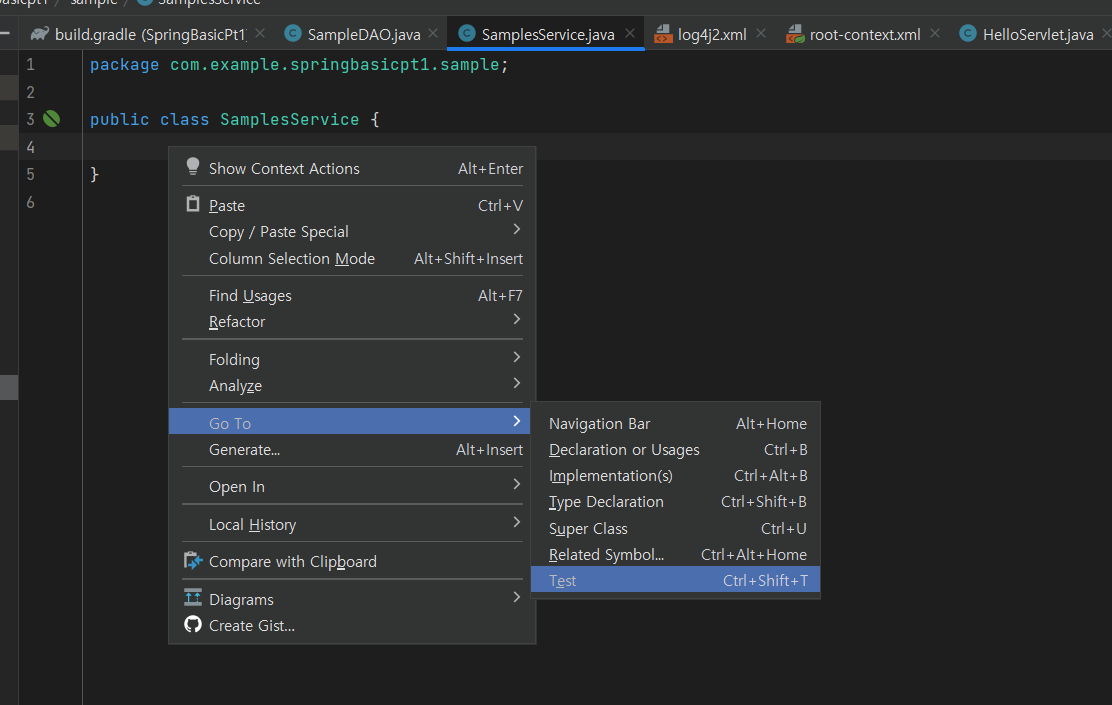 asicpt1 / sample / SamplesService
build.gradle (SpringBasicPt1) SampleDAO.java SamplesService.java log4j2.xml root-context.xml HelloServlet.java
1 package com.example.springbasicpt1.sample;
2
3 public class SamplesService {
4
5 }
6
Show Context Actions Alt+Enter
Paste Ctrl+V
Copy / Paste Special
Column Selection Mode Alt+Shift+Insert
Find Usages Alt+F7
Refactor
Folding
Analyze
Go To
Generate... Alt+Insert
Open In
Local History
Compare with Clipboard
Diagrams
Create Gist...
Navigation Bar Alt+Home
Declaration or Usages Ctrl+B
Implementation(s) Ctrl+Alt+B
Type Declaration Ctrl+Shift+B
Super Class Ctrl+U
Related Symbol... Ctrl+Alt+Home
Test Ctrl+Shift+T